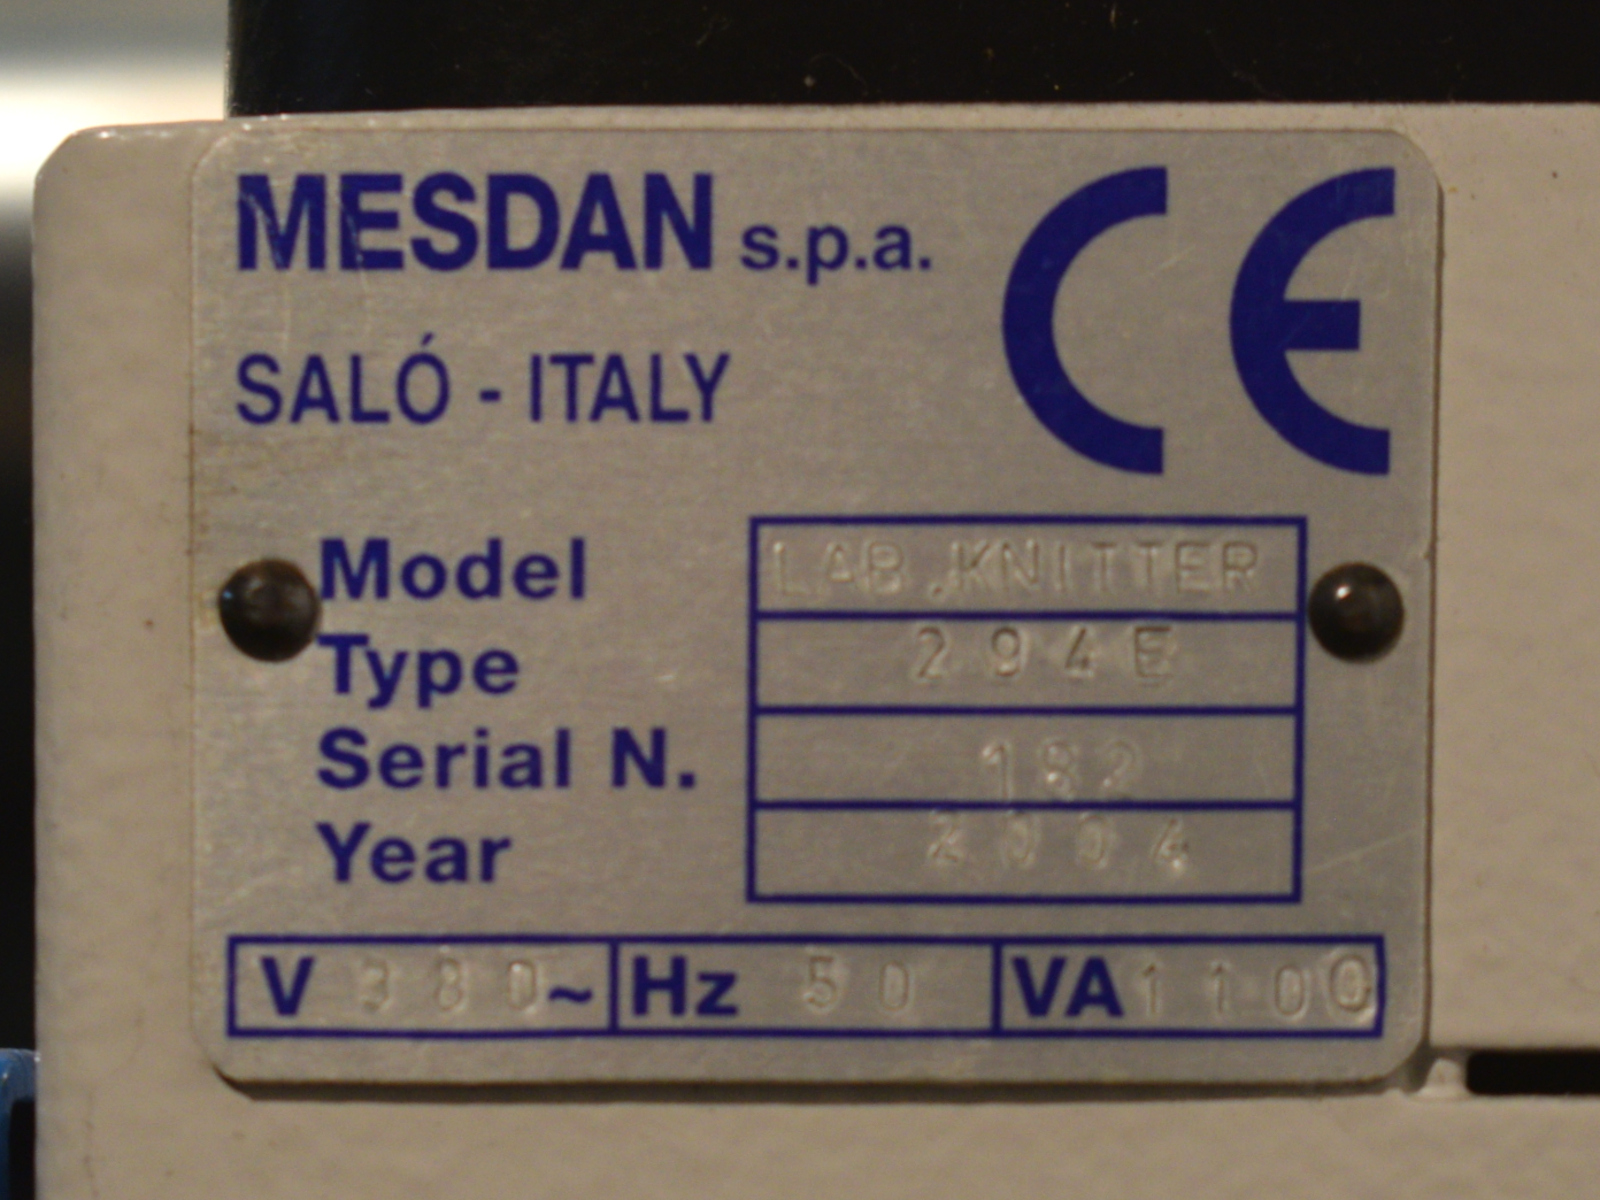 MESDAN s.p.a. CE
SALÓ - ITALY
Model LAB.KNITTER
Type 294E
Serial N. 182
Year 2004
V 380~ Hz 50 VA 1100